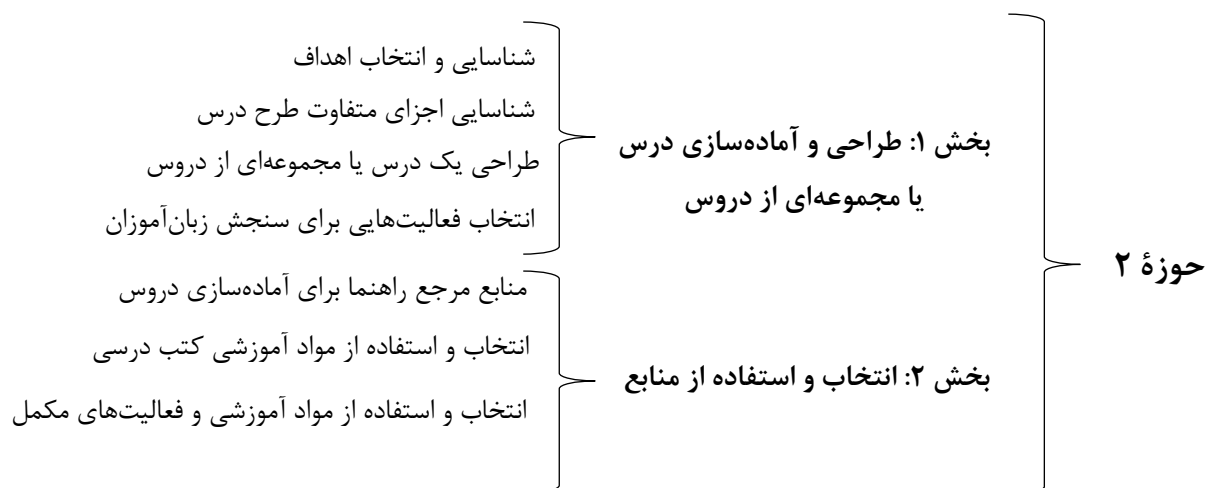 حوزهٔ ۲
بخش ۱: طراحی و آماده‌سازی درس
یا مجموعه‌ای از دروس
شناسایی و انتخاب اهداف
شناسایی اجزای متفاوت طرح درس
طراحی یک درس یا مجموعه‌ای از دروس
انتخاب فعالیت‌هایی برای سنجش زبان‌آموزان
بخش ۲: انتخاب و استفاده از منابع
منابع مرجع راهنما برای آماده‌سازی دروس
انتخاب و استفاده از مواد آموزشی کتب درسی
انتخاب و استفاده از مواد آموزشی و فعالیت‌های مکمل